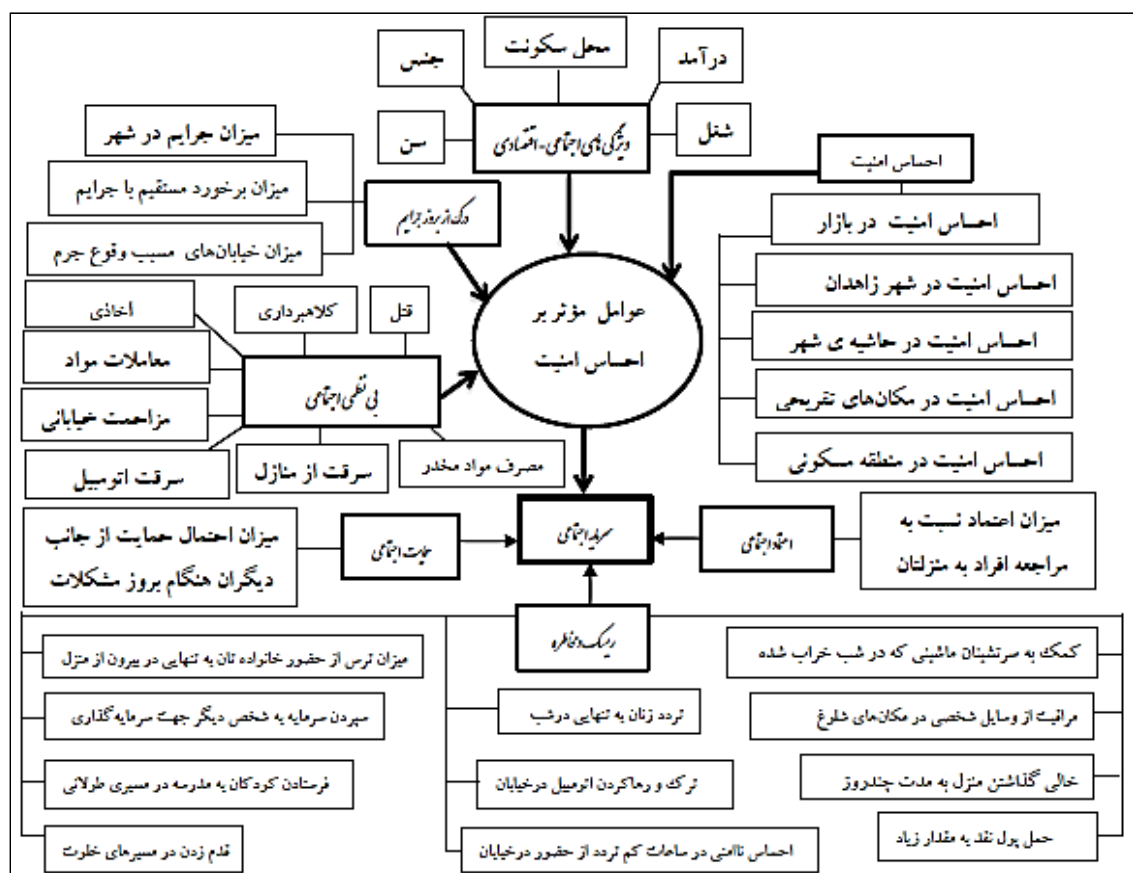 محل سکونت
درآمد
جنس
شغل
ویژگی های اجتماعی - اقتصادی
سن
احساس امنیت
احساس امنیت در بازار
احساس امنیت در شهر زاهدان
احساس امنیت در حاشیه ی شهر
احساس امنیت در مکان‌های تفریحی
احساس امنیت در منطقه مسکونی
میزان جرایم در شهر
میزان برخورد مستقیم با جرایم
میزان خیابان‌های مسبب وقوع جرم
درک از بروز جرایم
عوامل مؤثر بر
احساس امنیت
قتل
کلاهبرداری
اخاذی
معاملات مواد
مزاحمت خیابانی
بی نظمی اجتماعی
مصرف مواد مخدر
سرقت از منازل
سرقت اتومبیل
میزان اعتماد نسبت به
مراجعه افراد به منزلتان
اعتماد اجتماعی
سرمایه اجتماعی
حمایت اجتماعی
میزان احتمال حمایت از جانب
دیگران هنگام بروز مشکلات
ریسک و مخاطره
کمک به سرنشینان ماشینی که در شب خراب شده
مراقبت از وسایل شخصی در مکان‌های شلوغ
خالی گذاشتن منزل به مدت چندروز
حمل پول نقد به مقدار زیاد
تردد زنان به تنهایی درشب
ترک و رهاکردن اتومبیل درخیابان
احساس ناامنی در ساعات کم تردد از حضور درخیابان
میزان ترس از حضور خانواده تان به تنهایی در بیرون از منزل
سپردن سرمایه به شخص دیگر جهت سرمایه گذاری
فرستادن کودکان به مدرسه در مسیری طولانی
قدم زدن در مسیرهای خلوت